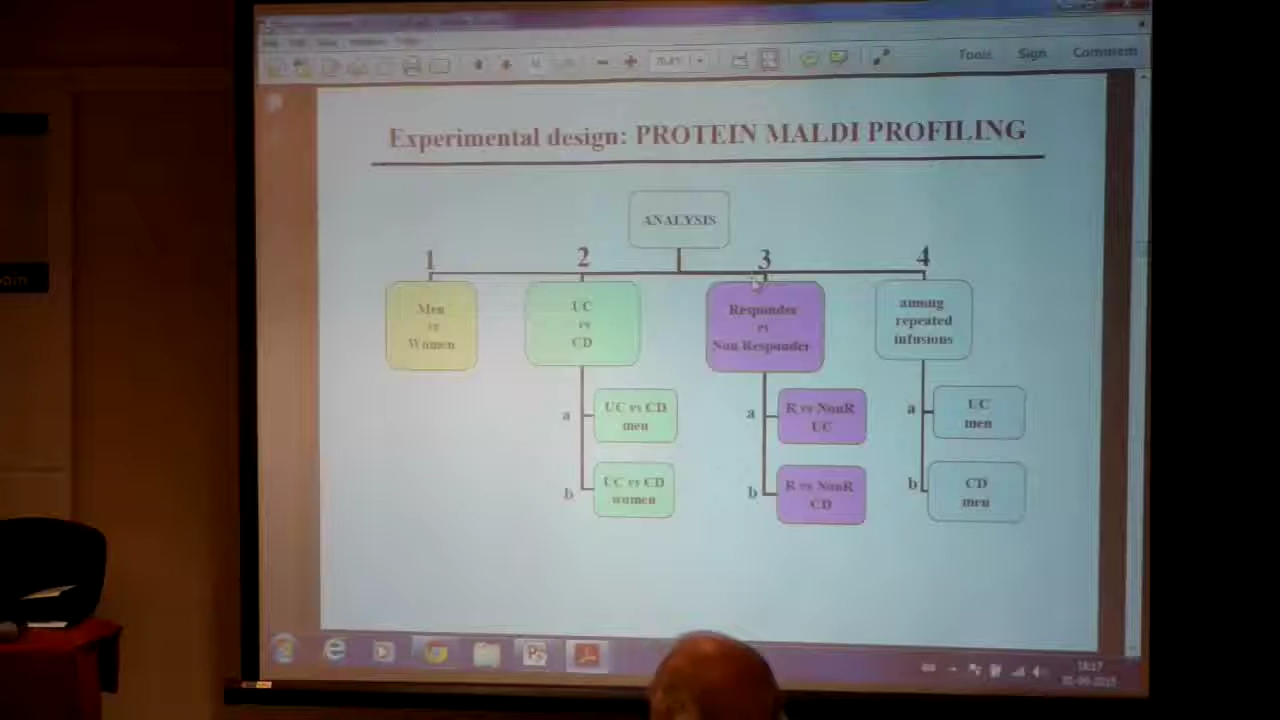 Tools Sign Comment
Experimental design: PROTEIN MALDI PROFILING
ANALYSIS
1 2 3 4
Men
vs
Women
UC
vs
CD
Responder
vs
Non Responder
among
repeated
infusions
a
UC vs CD
men
b
UC vs CD
women
a
R vs NonR
UC
b
R vs NonR
CD
a
UC
men
b
CD
men